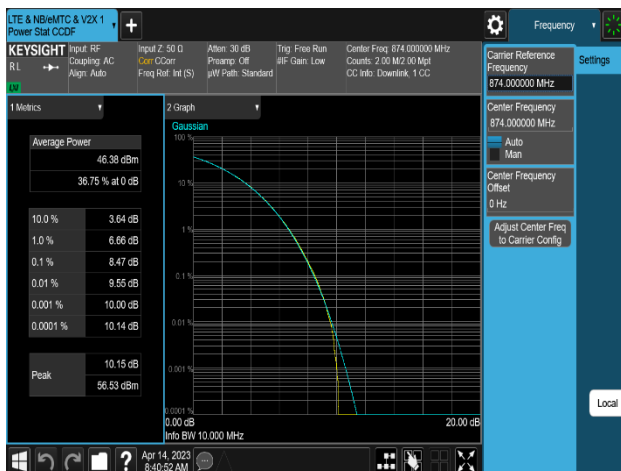 LTE & NB/eMTC & V2X 1
Power Stat CCDF
Frequency
KEYSIGHT
R L
Input: RF
Coupling: AC
Align: Auto
Input Z: 50 Ω
Corr CCorr
Freq Ref: Int (S)
Atten: 30 dB
Preamp: Off
µW Path: Standard
Trig: Free Run
#IF Gain: Low
Center Freq: 874.000000 MHz
Counts: 2.00 M/2.00 Mpt
CC Info: Downlink, 1 CC
LW
1 Metrics
Average Power
46.38 dBm
36.75 % at 0 dB
10.0 % 3.64 dB
1.0 % 6.66 dB
0.1 % 8.47 dB
0.01 % 9.55 dB
0.001 % 10.00 dB
0.0001 % 10.14 dB
Peak
10.15 dB
56.53 dBm
2 Graph
Gaussian
100 %
10 %
1 %
0.1 %
0.01 %
0.001 %
0.0001 %
0.00 dB
20.00 dB
Info BW 10.000 MHz
Carrier Reference
Frequency
874.000000 MHz
Center Frequency
874.000000 MHz
Auto
Man
Center Frequency
Offset
0 Hz
Adjust Center Freq
to Carrier Config
Settings
Local
?
Apr 14, 2023
8:40:52 AM